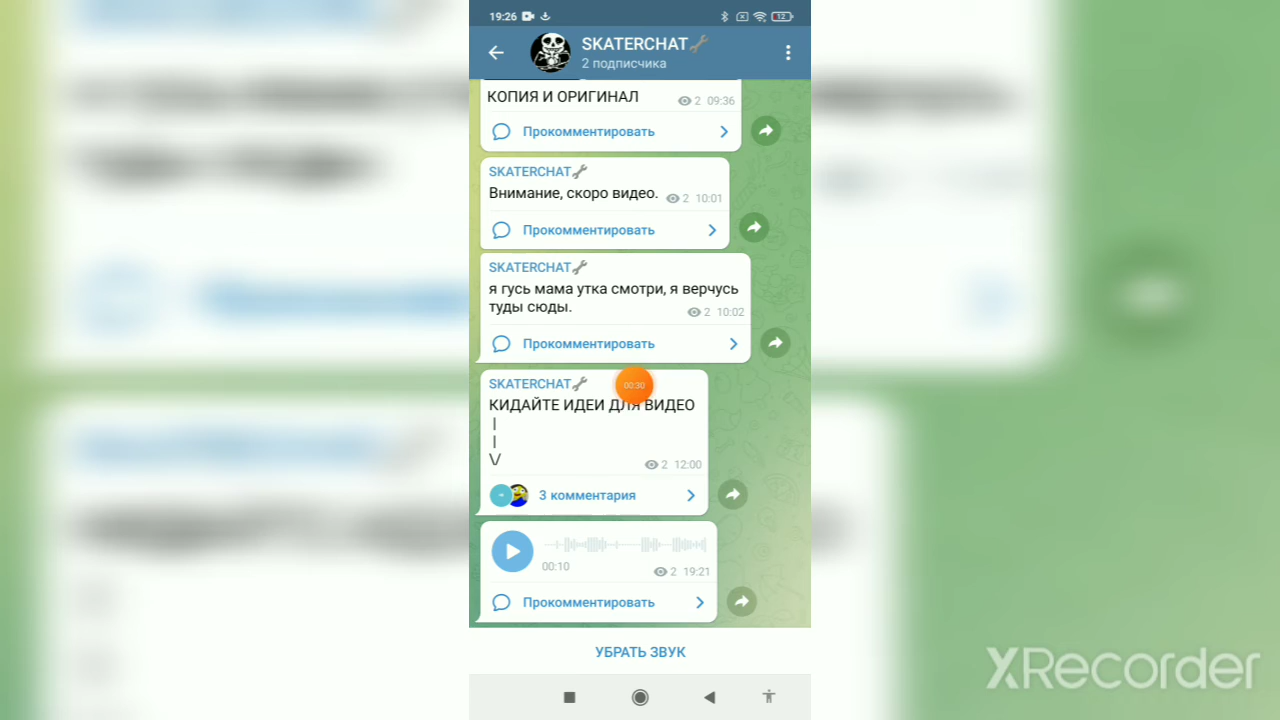 19:26
12
SKATERCHAT🔧
2 подписчика
КОПИЯ И ОРИГИНАЛ
2 09:36
Прокомментировать
SKATERCHAT🔧
Внимание, скоро видео.
2 10:01
Прокомментировать
SKATERCHAT🔧
я гусь мама утка смотри, я верчусь
туды сюды.
2 10:02
Прокомментировать
SKATERCHAT🔧
00:30
КИДАЙТЕ ИДЕИ ДЛЯ ВИДЕО
|
|
\/
2 12:00
3 комментария
00:10
2 19:21
Прокомментировать
УБРАТЬ ЗВУК
XRecorder